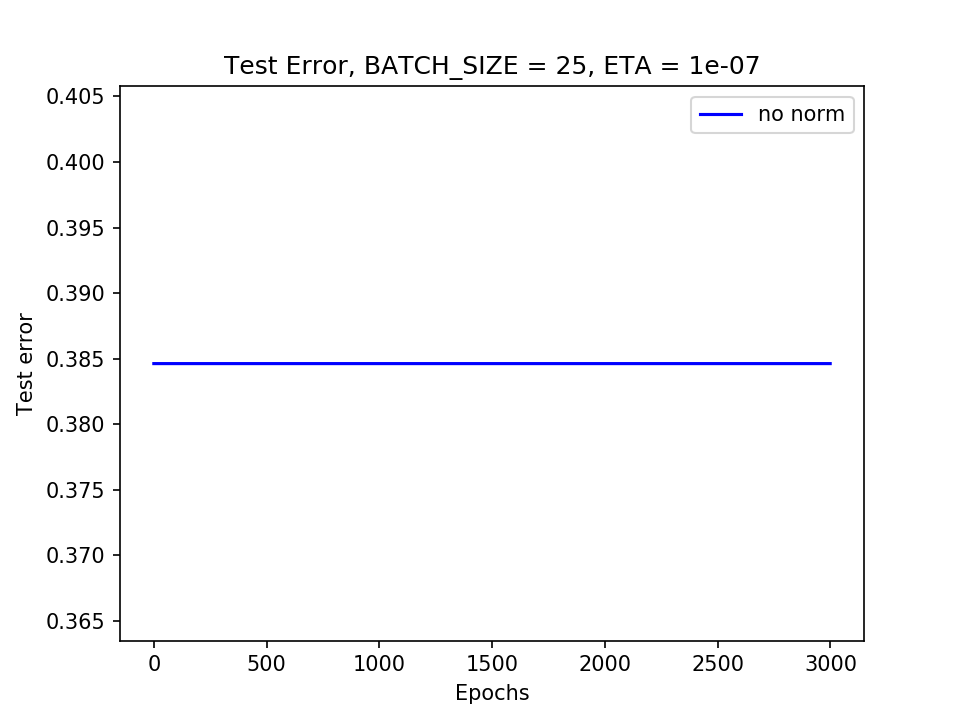 Test Error, BATCH_SIZE = 25, ETA = 1e-07
no norm
0.405
0.400
0.395
0.390
0.385
0.380
0.375
0.370
0.365
Test error
0 500 1000 1500 2000 2500 3000
Epochs